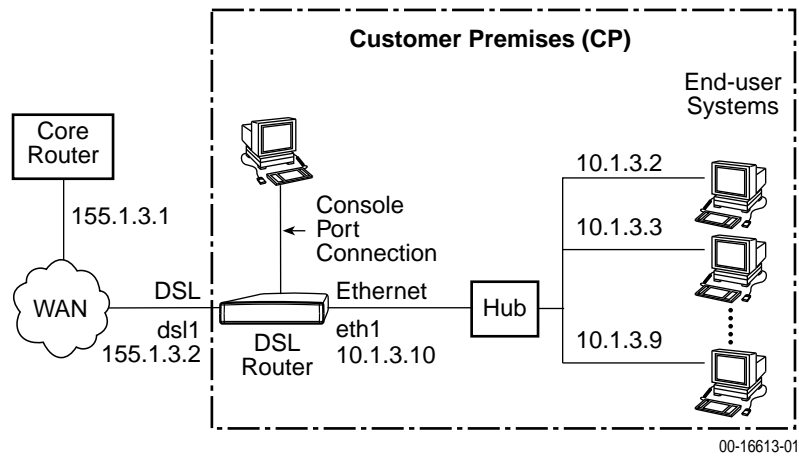 Customer Premises (CP)
End-user
Systems
Core
Router
155.1.3.1
Console
Port
Connection
10.1.3.2
10.1.3.3
10.1.3.9
WAN
DSL
dsl1
155.1.3.2
DSL
Router
Ethernet
eth1
10.1.3.10
Hub
00-16613-01